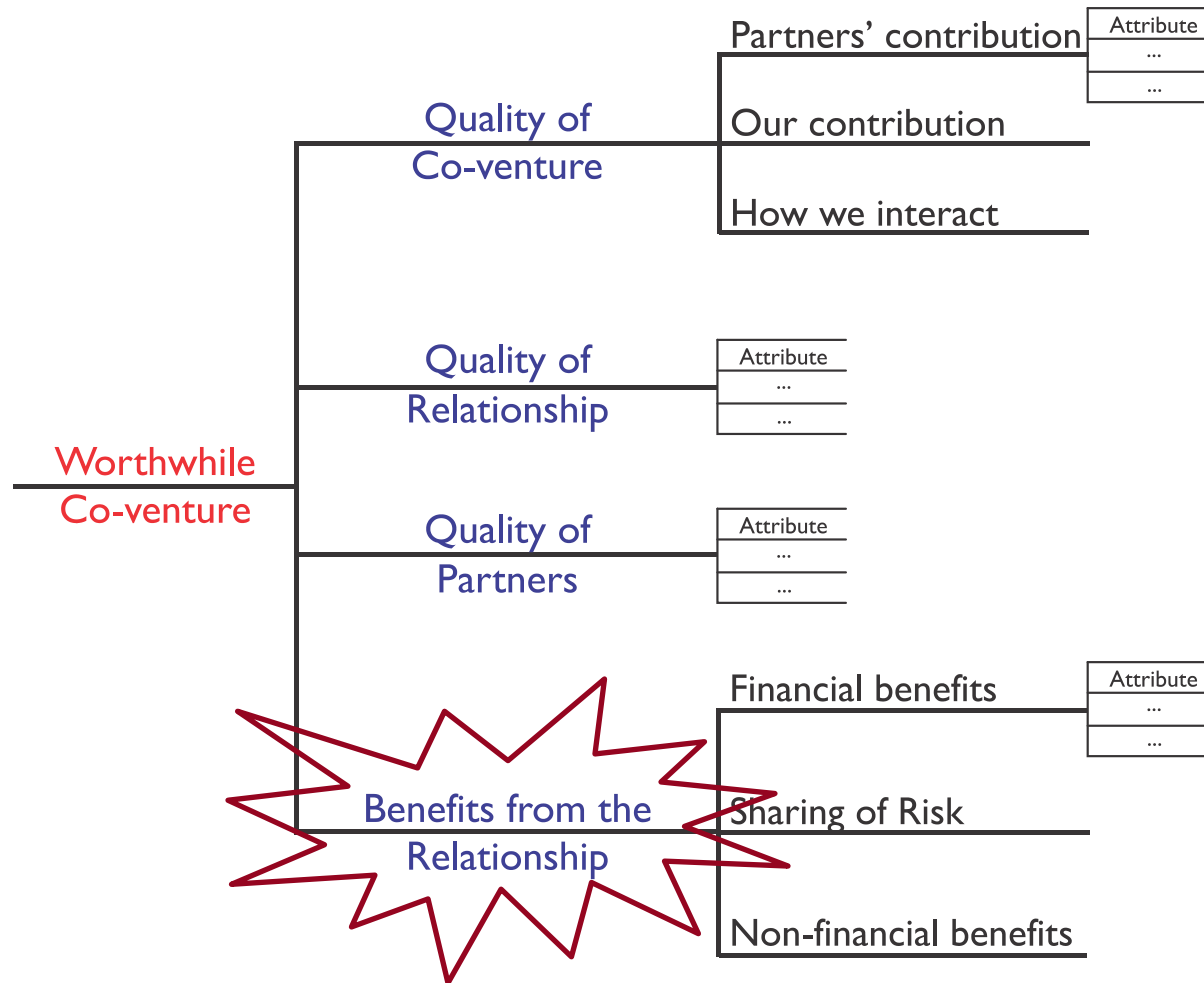 Partners’ contribution
Attribute
...
...
Quality of
Co-venture
Our contribution
How we interact
Quality of
Relationship
Attribute
...
...
Worthwhile
Co-venture
Quality of
Partners
Attribute
...
...
Financial benefits
Attribute
...
...
Benefits from the
Relationship
Sharing of Risk
Non-financial benefits